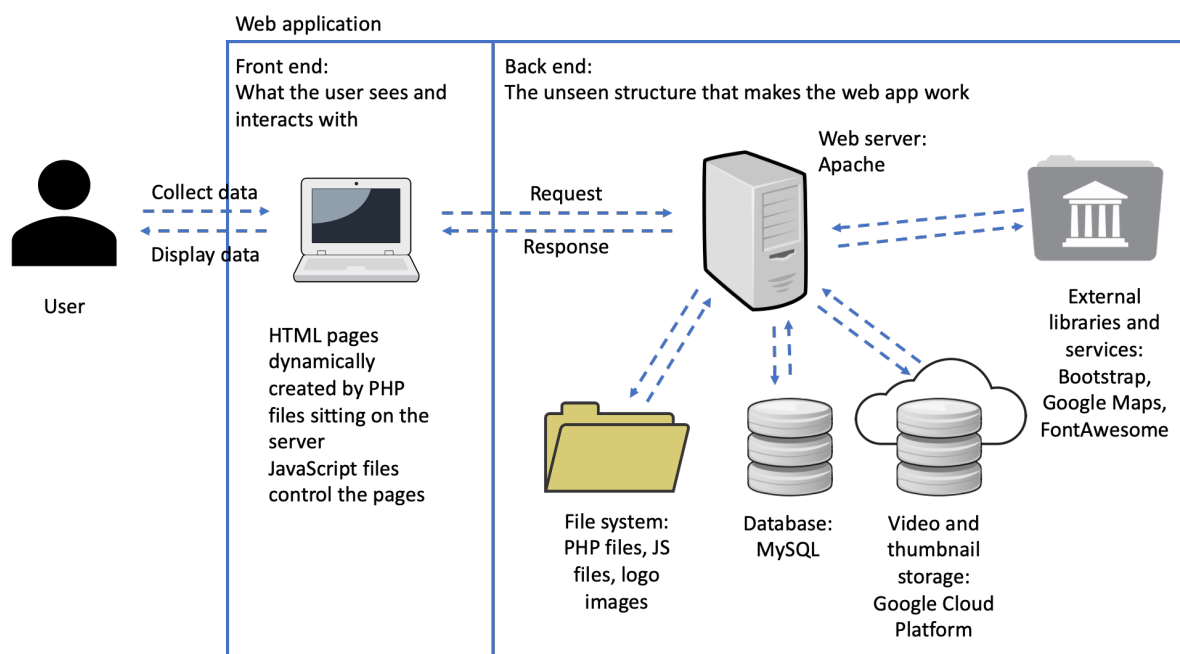 Web application
Front end:
What the user sees and
interacts with
Back end:
The unseen structure that makes the web app work
Web server:
Apache
Collect data
Display data
Request
Response
User
HTML pages
dynamically
created by PHP
files sitting on the
server
JavaScript files
control the pages
External
libraries and
services:
Bootstrap,
Google Maps,
FontAwesome
File system:
PHP files, JS
files, logo
images
Database:
MySQL
Video and
thumbnail
storage:
Google Cloud
Platform